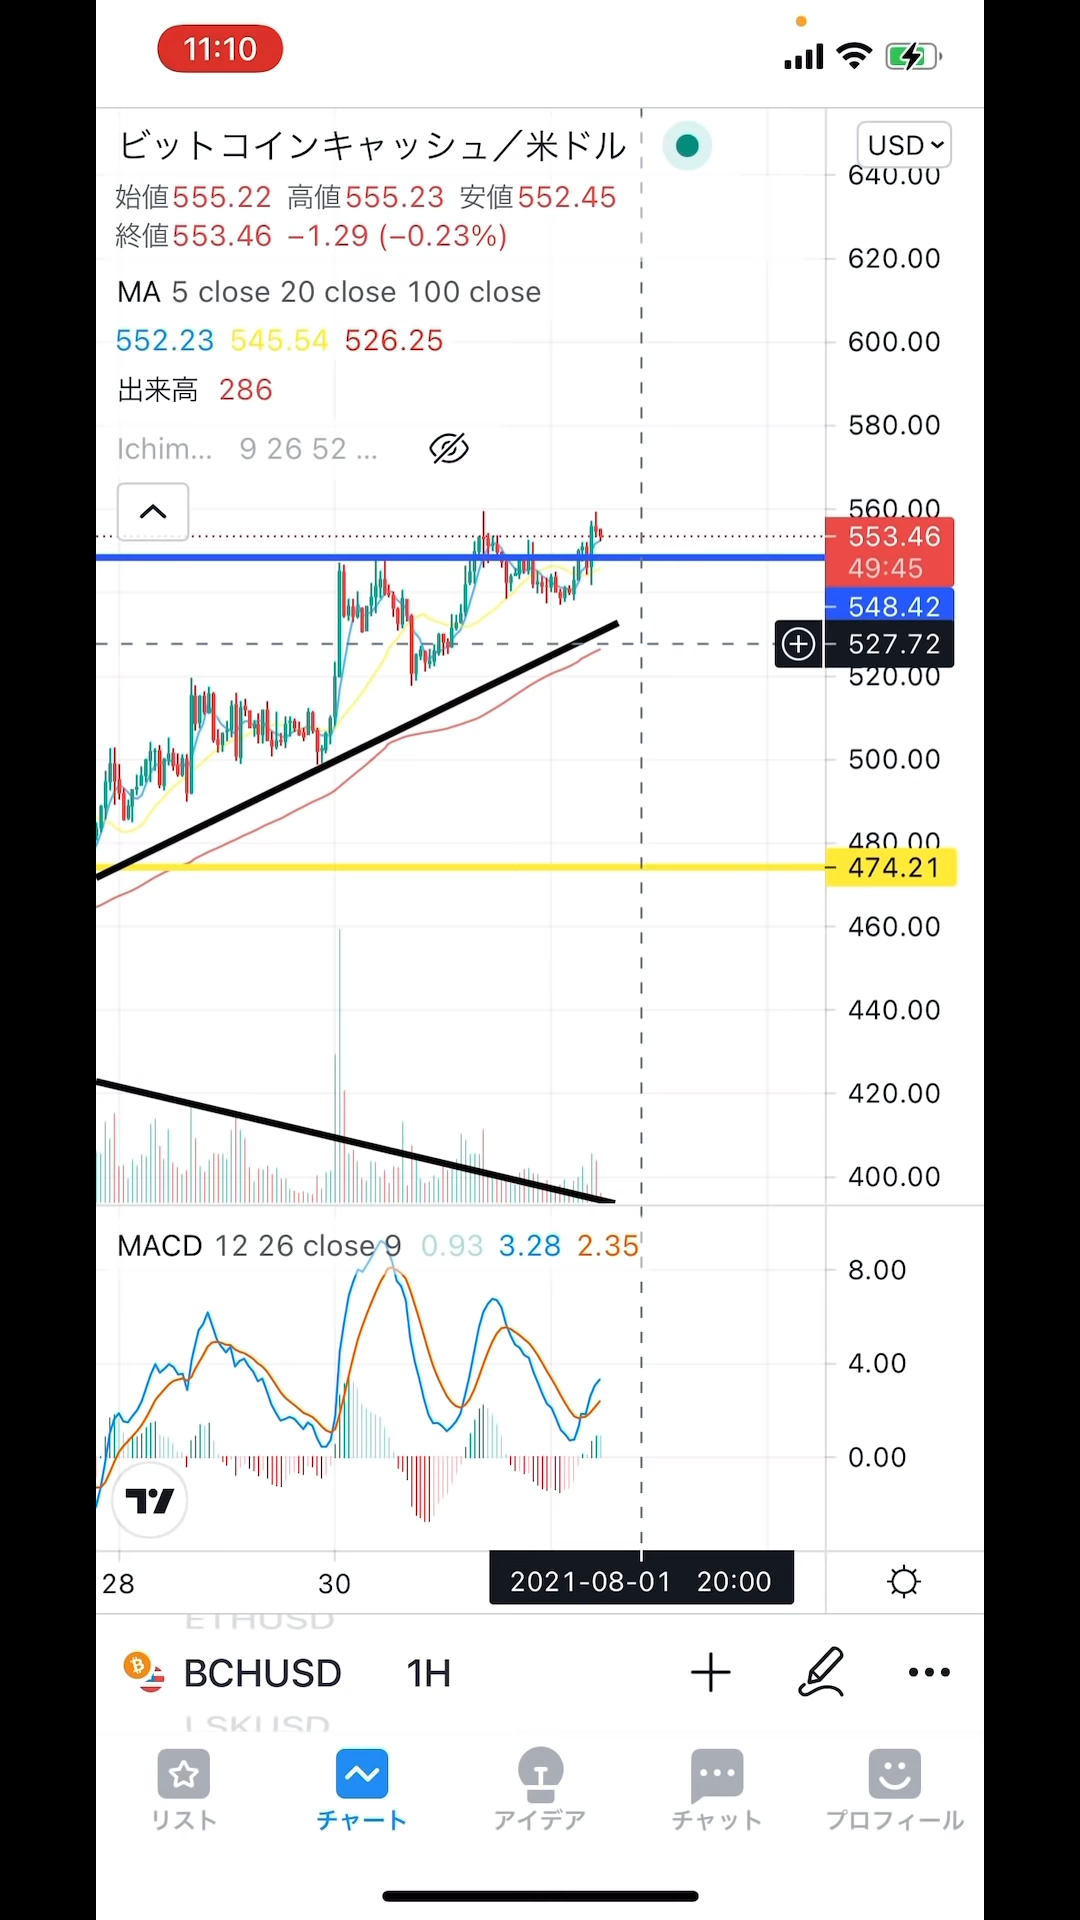 11:10
ビットコインキャッシュ／米ドル
USD
始値555.22 高値555.23 安値552.45
終値553.46 −1.29 (−0.23%)
MA 5 close 20 close 100 close
552.23 545.54 526.25
出来高 286
Ichim... 9 26 52 ...
640.00
620.00
600.00
580.00
560.00
553.46
49:45
548.42
527.72
520.00
500.00
480.00
474.21
460.00
440.00
420.00
400.00
MACD 12 26 close 9 0.93 3.28 2.35
8.00
4.00
0.00
28
30
2021-08-01 20:00
ETHUSD
BCHUSD 1H
LSKUSD
リスト
チャート
アイデア
チャット
プロフィール